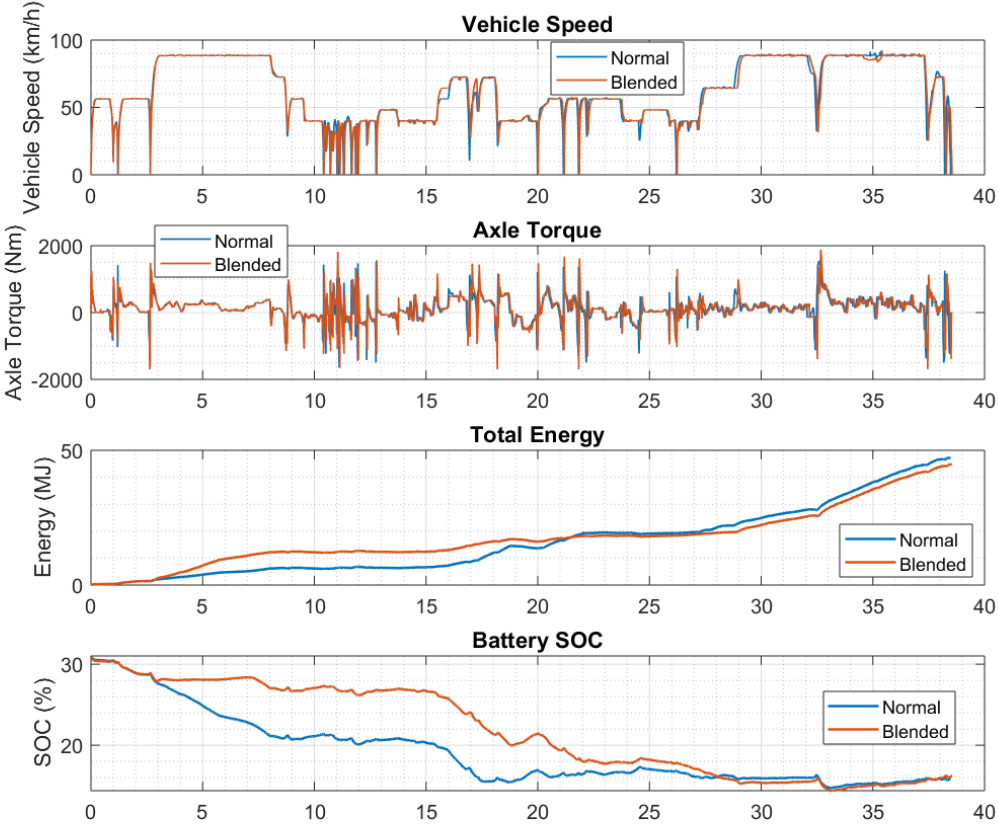 Vehicle Speed
Vehicle Speed (km/h)
100
50
0
Normal
Blended
0 5 10 15 20 25 30 35 40
Axle Torque
Axle Torque (Nm)
2000
0
-2000
Normal
Blended
0 5 10 15 20 25 30 35 40
Total Energy
Energy (MJ)
50
0
Normal
Blended
0 5 10 15 20 25 30 35 40
Battery SOC
SOC (%)
30
20
Normal
Blended
0 5 10 15 20 25 30 35 40